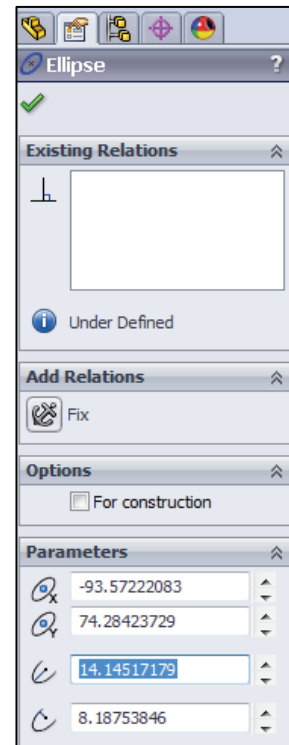 Ellipse ?
Existing Relations
Under Defined
Add Relations
Fix
Options
For construction
Parameters
X -93.57222083
Y 74.28423729
14.14517179
8.18753846